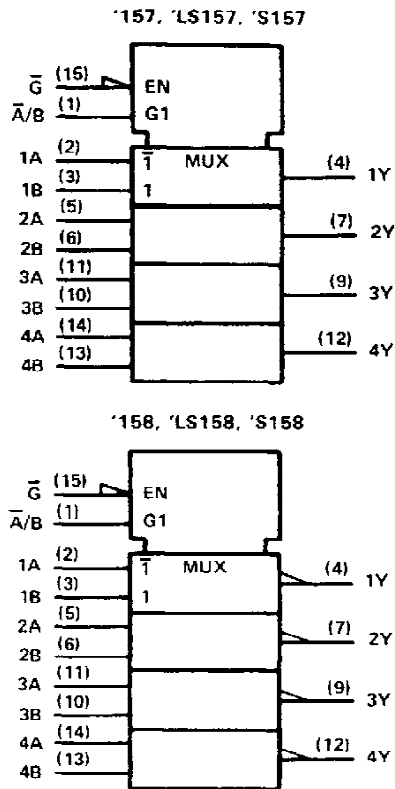 '157, 'LS157, 'S157
G̅ (15) EN
A̅/B (1) G1
1A (2) 1̅ MUX (4) 1Y
1B (3) 1
2A (5) (7) 2Y
2B (6)
3A (11) (9) 3Y
3B (10)
4A (14) (12) 4Y
4B (13)
'158, 'LS158, 'S158
G̅ (15) EN
A̅/B (1) G1
1A (2) 1̅ MUX (4) 1Y
1B (3) 1
2A (5) (7) 2Y
2B (6)
3A (11) (9) 3Y
3B (10)
4A (14) (12) 4Y
4B (13)